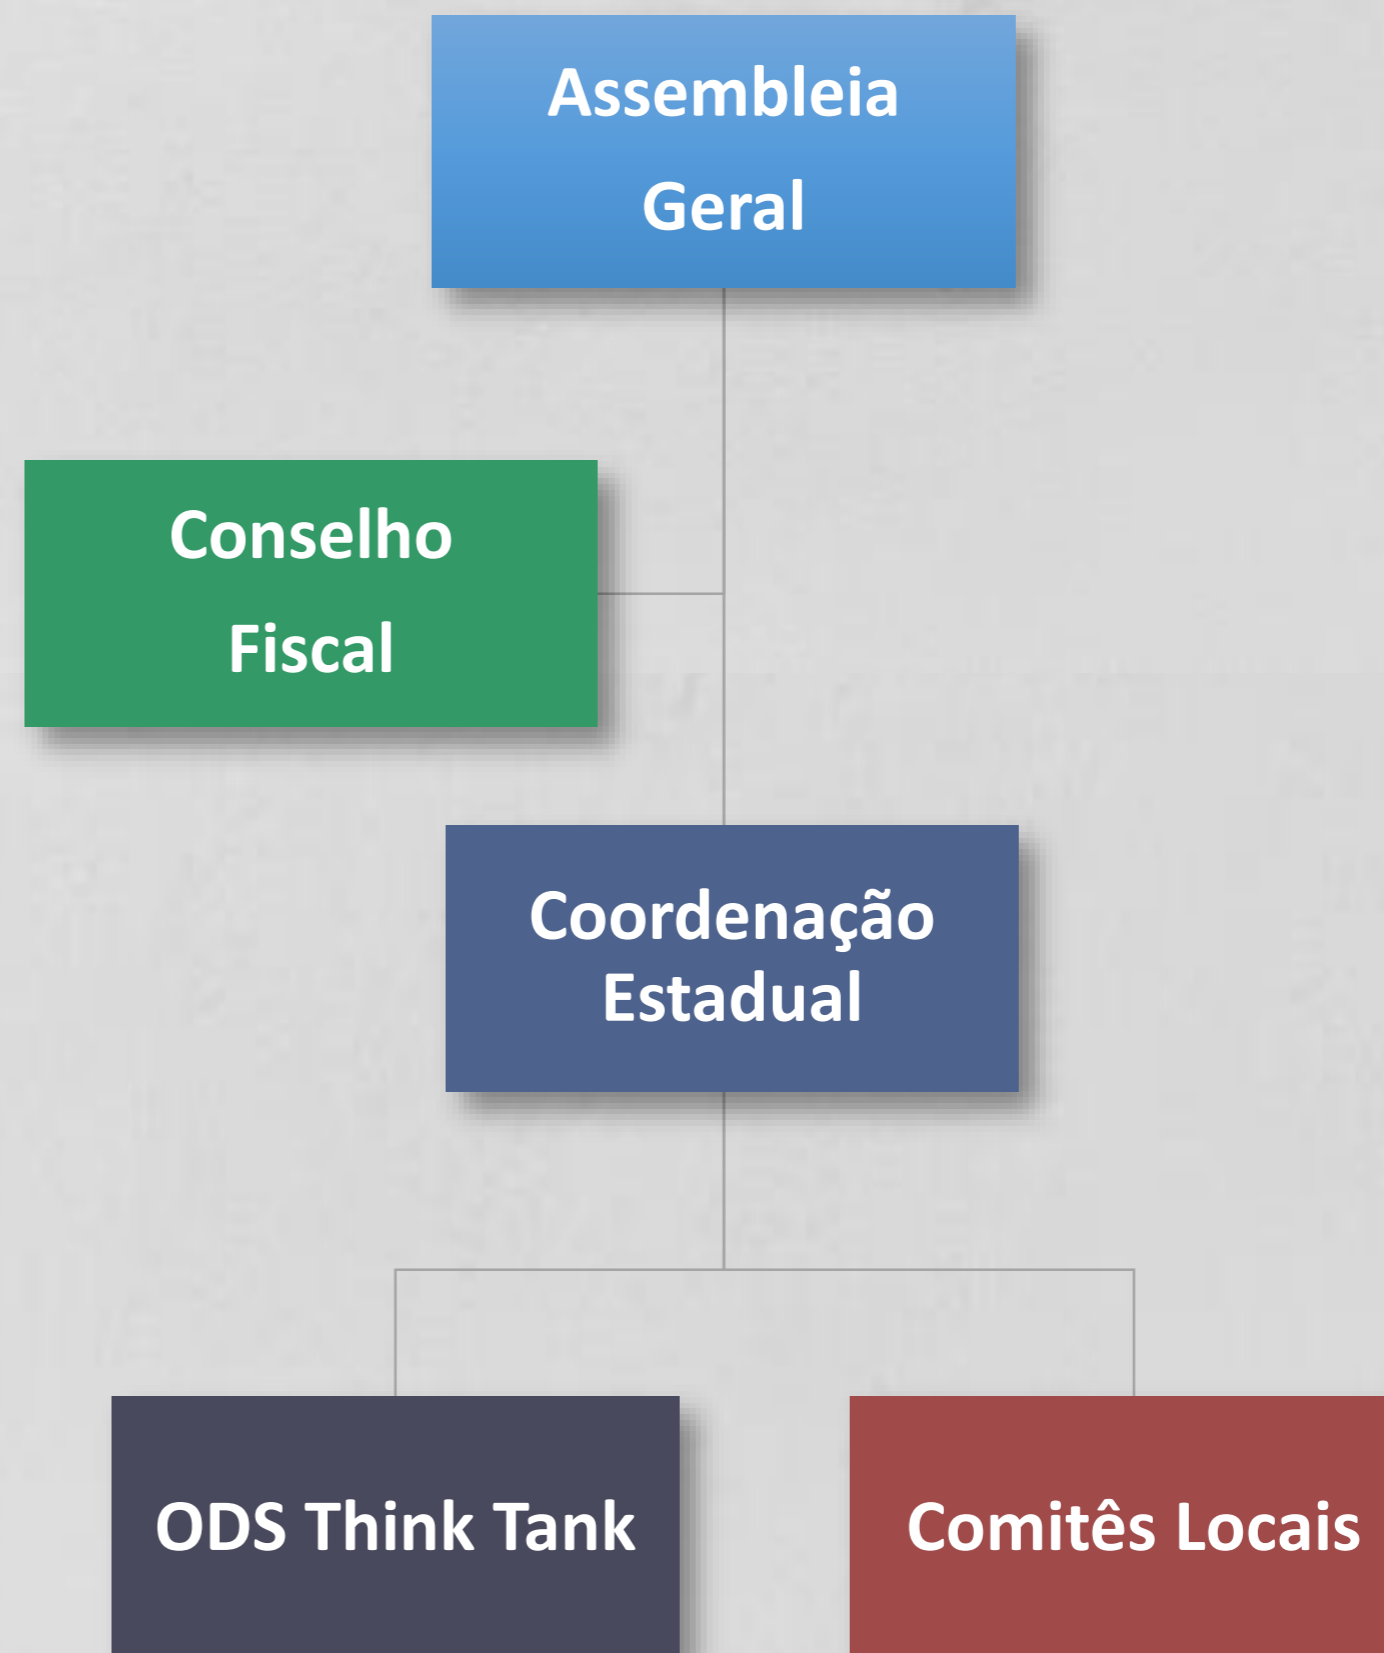 Assembleia
Geral
Conselho
Fiscal
Coordenação
Estadual
ODS Think Tank
Comitês Locais